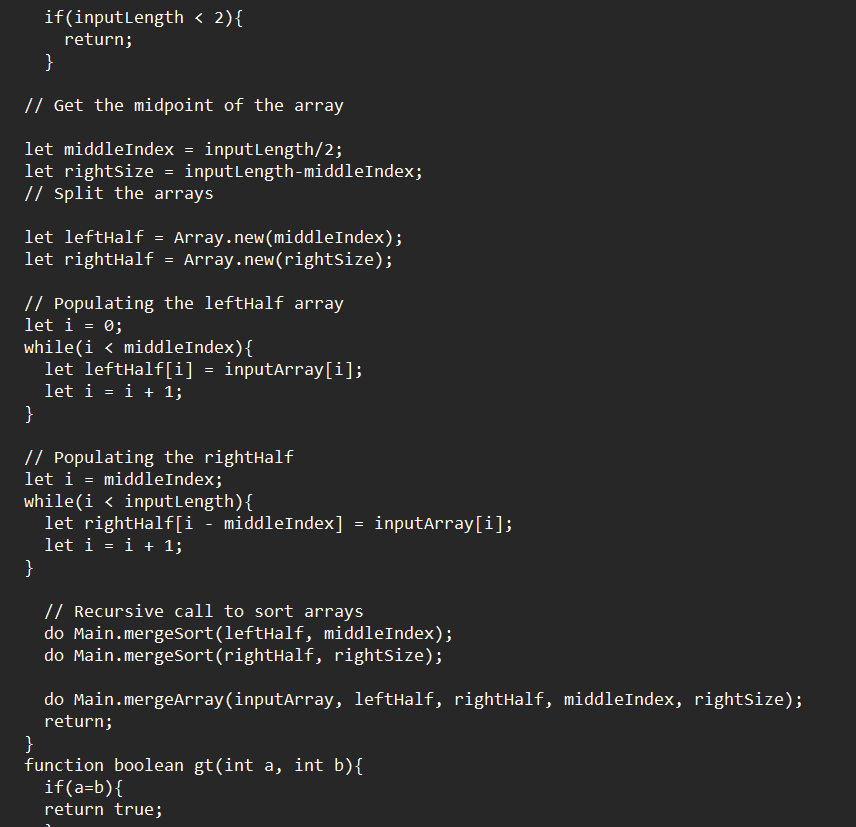 if(inputLength < 2){
return;
}
// Get the midpoint of the array
let middleIndex = inputLength/2;
let rightSize = inputLength-middleIndex;
// Split the arrays
let leftHalf = Array.new(middleIndex);
let rightHalf = Array.new(rightSize);
// Populating the leftHalf array
let i = 0;
while(i < middleIndex){
let leftHalf[i] = inputArray[i];
let i = i + 1;
}
// Populating the rightHalf
let i = middleIndex;
while(i < inputLength){
let rightHalf[i - middleIndex] = inputArray[i];
let i = i + 1;
}
// Recursive call to sort arrays
do Main.mergeSort(leftHalf, middleIndex);
do Main.mergeSort(rightHalf, rightSize);
do Main.mergeArray(inputArray, leftHalf, rightHalf, middleIndex, rightSize);
return;
}
function boolean gt(int a, int b){
if(a=b){
return true;